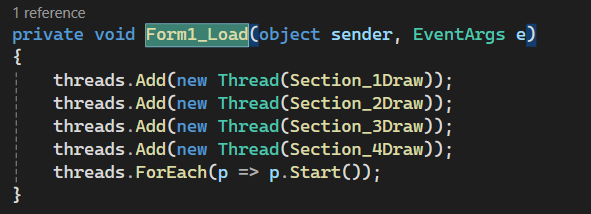 1 reference
private void Form1_Load(object sender, EventArgs e)
{
threads.Add(new Thread(Section_1Draw));
threads.Add(new Thread(Section_2Draw));
threads.Add(new Thread(Section_3Draw));
threads.Add(new Thread(Section_4Draw));
threads.ForEach(p => p.Start());
}